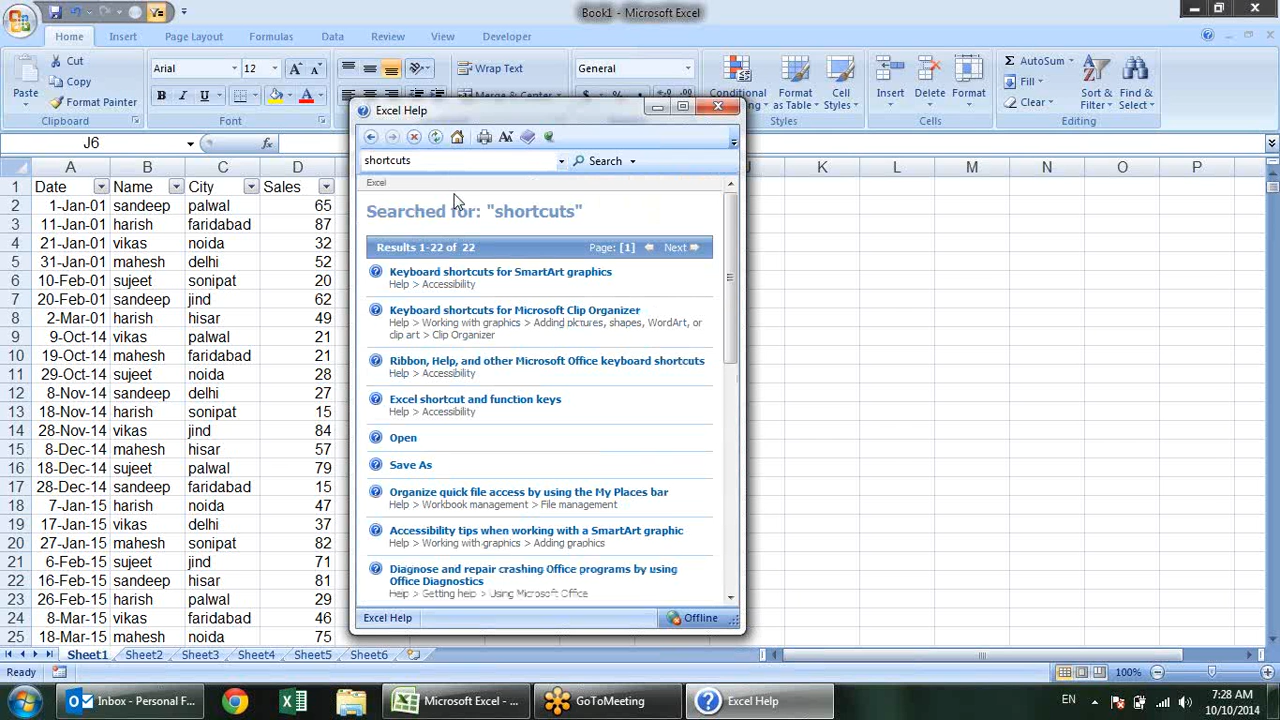 Book1 - Microsoft Excel
Home Insert Page Layout Formulas Data Review View Developer
Paste
Cut
Copy
Format Painter
Clipboard
Arial 12
B I U
Font
Wrap Text
General
Conditional
Format as Table
Cell Styles
Styles
Insert
Delete
Format
Cells
AutoSum
Fill
Clear
Sort & Filter
Find & Select
Editing
J6 fx
A B C D K L M N O P
1 Date Name City Sales
2 1-Jan-01 sandeep palwal 65
3 11-Jan-01 harish faridabad 87
4 21-Jan-01 vikas noida 32
5 31-Jan-01 mahesh delhi 52
6 10-Feb-01 sujeet sonipat 20
7 20-Feb-01 sandeep jind 62
8 2-Mar-01 harish hisar 49
9 9-Oct-14 vikas palwal 21
10 19-Oct-14 mahesh faridabad 21
11 29-Oct-14 sujeet noida 28
12 8-Nov-14 sandeep delhi 27
13 18-Nov-14 harish sonipat 15
14 28-Nov-14 vikas jind 84
15 8-Dec-14 mahesh hisar 57
16 18-Dec-14 sujeet palwal 79
17 28-Dec-14 sandeep faridabad 15
18 7-Jan-15 harish noida 47
19 17-Jan-15 vikas delhi 37
20 27-Jan-15 mahesh sonipat 82
21 6-Feb-15 sujeet jind 71
22 16-Feb-15 sandeep hisar 81
23 26-Feb-15 harish palwal 29
24 8-Mar-15 vikas faridabad 46
25 18-Mar-15 mahesh noida 75
Excel Help
shortcuts Search
Excel
Searched for: "shortcuts"
Results 1-22 of 22 Page: [1] Next
Keyboard shortcuts for SmartArt graphics
Help > Accessibility
Keyboard shortcuts for Microsoft Clip Organizer
Help > Working with graphics > Adding pictures, shapes, WordArt, or
clip art > Clip Organizer
Ribbon, Help, and other Microsoft Office keyboard shortcuts
Help > Accessibility
Excel shortcut and function keys
Help > Accessibility
Open
Save As
Organize quick file access by using the My Places bar
Help > Workbook management > File management
Accessibility tips when working with a SmartArt graphic
Help > Working with graphics > Adding graphics
Diagnose and repair crashing Office programs by using
Office Diagnostics
Help > Getting help > Using Microsoft Office
Excel Help Offline
Sheet1 Sheet2 Sheet3 Sheet4 Sheet5 Sheet6
Ready 100%
Inbox - Personal F...
Microsoft Excel - ...
GoToMeeting
Excel Help
EN
7:28 AM
10/10/2014